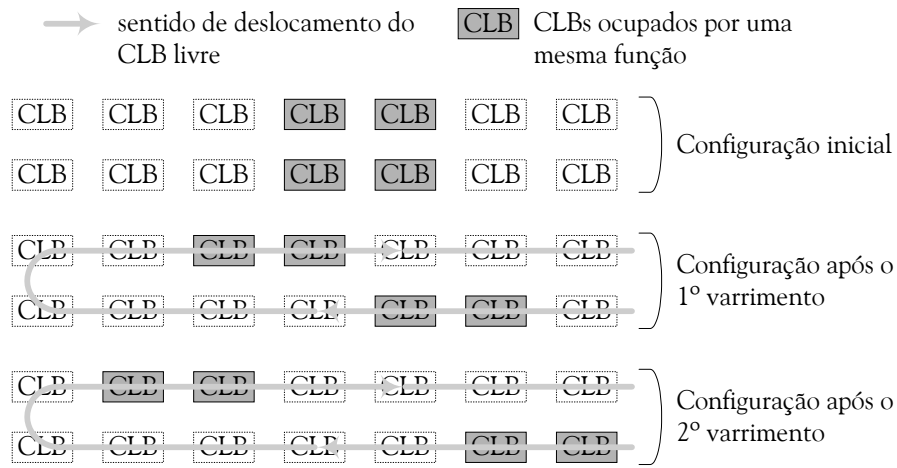 sentido de deslocamento do
CLB livre
CLB CLBs ocupados por uma
mesma função
CLB CLB CLB CLB CLB CLB CLB
CLB CLB CLB CLB CLB CLB CLB
Configuração inicial
CLB CLB CLB CLB CLB CLB CLB
CLB CLB CLB CLB CLB CLB CLB
Configuração após o
1º varrimento
CLB CLB CLB CLB CLB CLB CLB
CLB CLB CLB CLB CLB CLB CLB
Configuração após o
2º varrimento